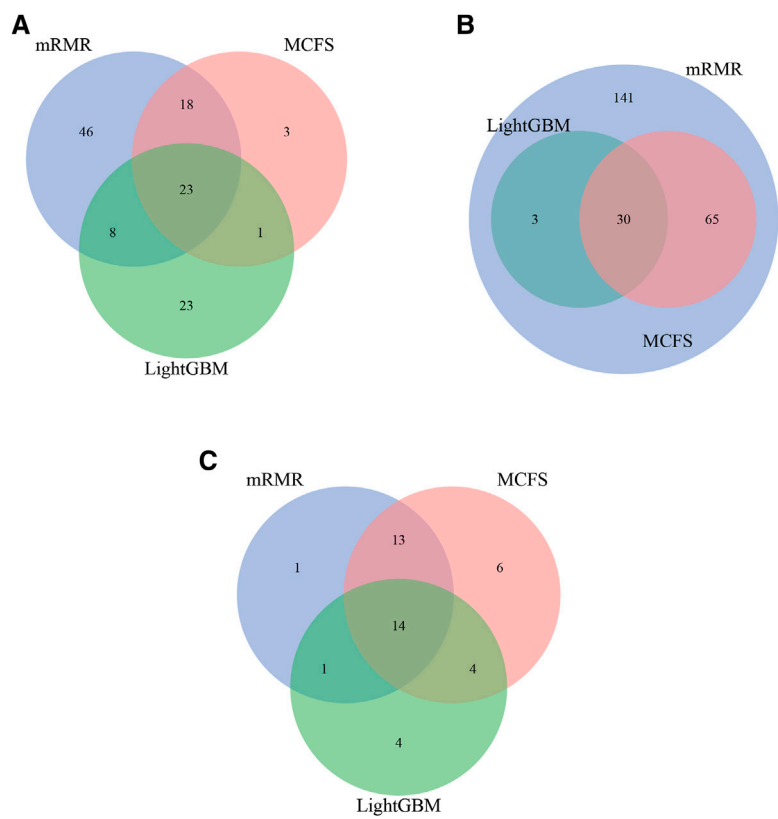 A
mRMR
MCFS
18
46
3
23
8
1
23
LightGBM
B
mRMR
141
LightGBM
3
30
65
MCFS
C
mRMR
MCFS
13
1
6
14
1
4
4
LightGBM